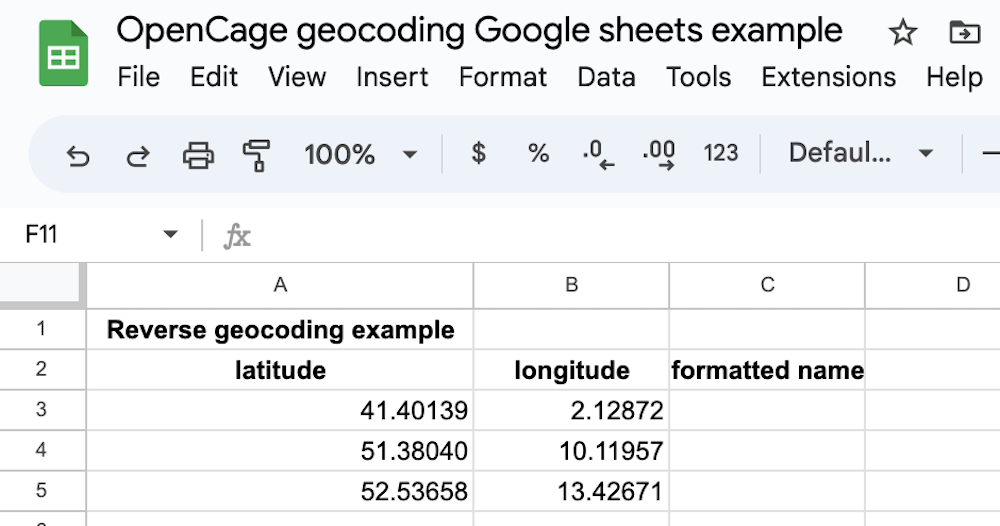 OpenCage geocoding Google sheets example
File Edit View Insert Format Data Tools Extensions Help
100% $ % .0 .00 123 Defaul...
F11 fx
A B C D
1 Reverse geocoding example
2 latitude longitude formatted name
3 41.40139 2.12872
4 51.38040 10.11957
5 52.53658 13.42671